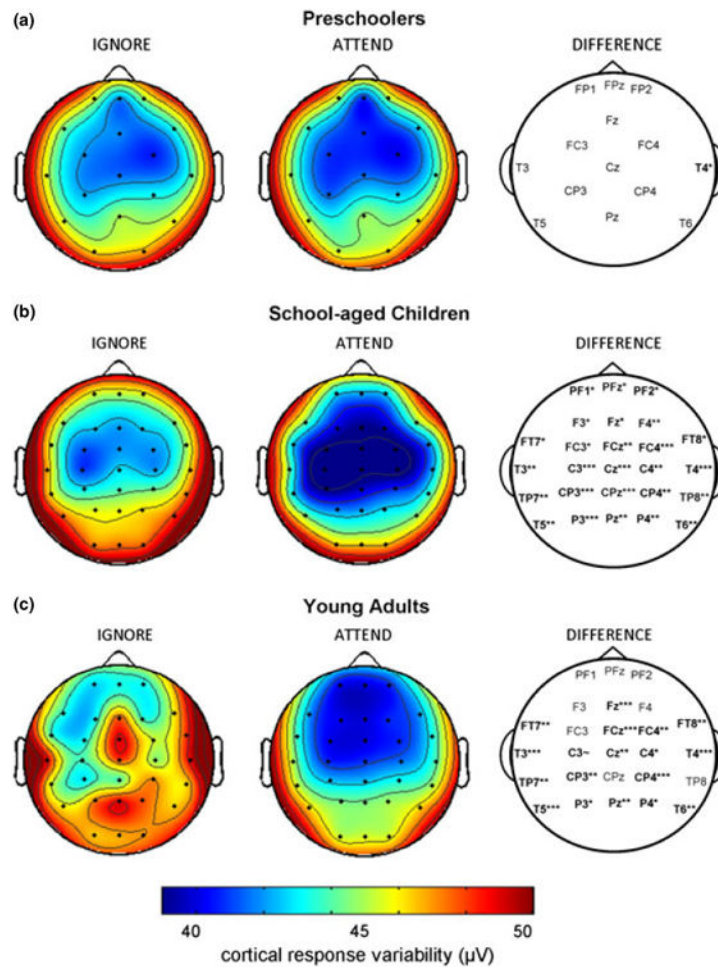 (a) Preschoolers
IGNORE ATTEND DIFFERENCE
FP1 FPz FP2
Fz
FC3 FC4
T3 Cz T4*
CP3 CP4
T5 Pz T6
(b) School-aged Children
IGNORE ATTEND DIFFERENCE
PF1* PFz* PF2*
F3* Fz* F4**
FT7* FC3* FCz** FC4*** FT8*
T3** C3*** Cz*** C4** T4***
TP7** CP3*** CPz*** CP4** TP8**
T5** P3*** Pz** P4** T6**
(c) Young Adults
IGNORE ATTEND DIFFERENCE
PF1 PFz PF2
F3 Fz*** F4
FT7** FC3 FCz*** FC4** FT8**
T3*** C3~ Cz** C4* T4***
TP7** CP3** CPz CP4*** TP8
T5*** P3* Pz** P4* T6**
40 45 50
cortical response variability (µV)